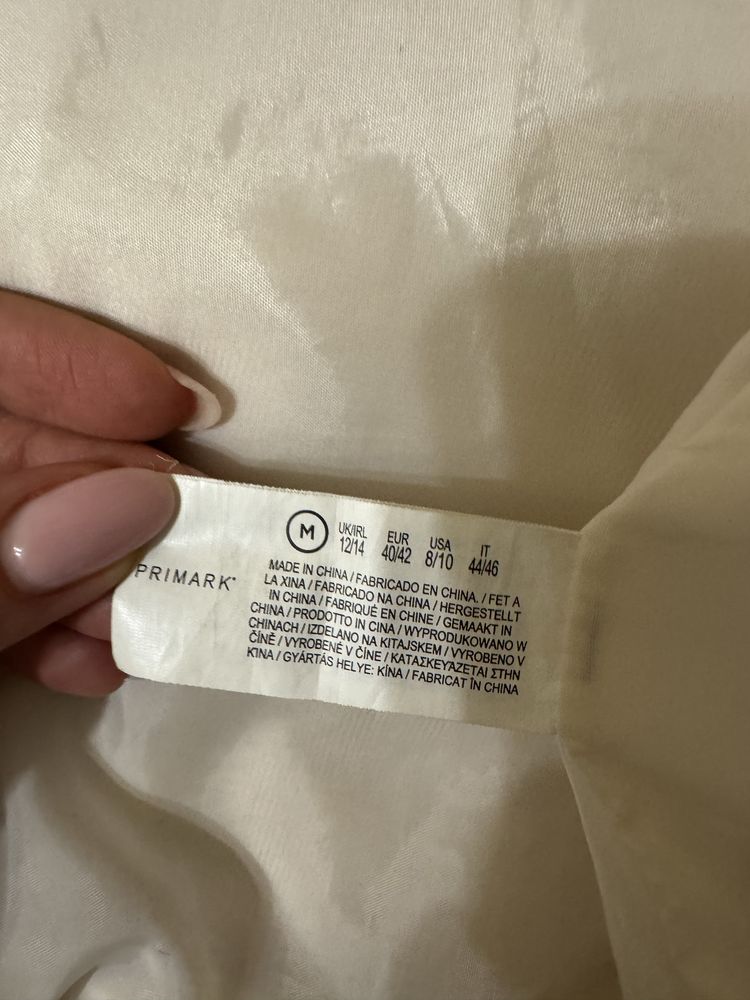 PRIMARK®
M
UK/IRL EUR USA IT
12/14 40/42 8/10 44/46
MADE IN CHINA / FABRICADO EN CHINA. / FET A
LA XINA / FABRICADO NA CHINA / HERGESTELLT
IN CHINA / FABRIQUÉ EN CHINE / GEMAAKT IN
CHINA / PRODOTTO IN CINA / WYPRODUKOWANO W
CHINACH / IZDELANO NA KITAJSKEM / VYROBENO V
ČÍNĚ / VYROBENÉ V ČÍNE / ΚΑΤΑΣΚΕΥΆΖΕΤΑΙ ΣΤΗΝ
ΚΊΝΑ / GYÁRTÁS HELYE: KÍNA / FABRICAT ÎN CHINA